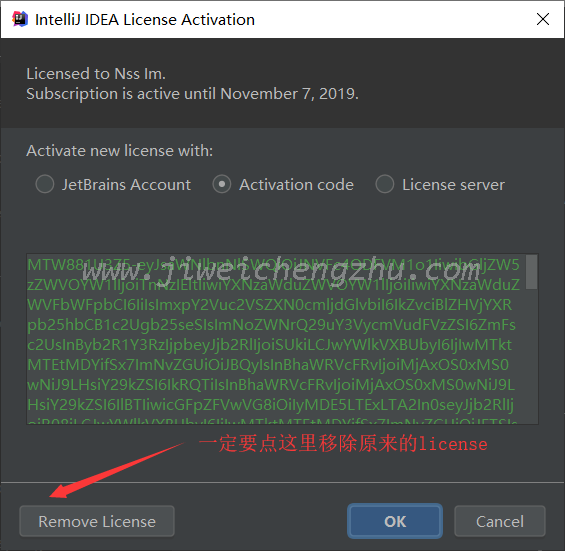 IntelliJ IDEA License Activation
Licensed to Nss Im.
Subscription is active until November 7, 2019.
Activate new license with:
JetBrains Account
Activation code
License server
www.jiweichengzhu.com
zZWVOYW1lIjoiTnNzIEltIiwiYXNzaWduZWVOYW1lIjoiIiwiYXNzaWduZ
WVFbWFpbCI6IiIsImxpY2Vuc2VSZXN0cmljdGlvbiI6IkZvciBlZHVjYXR
pb25hbCB1c2Ugb25seSIsImNoZWNrQ29uY3VycmVudFVzZSI6ZmFs
c2UsInByb2R1Y3RzIjpbeyJjb2RlIjoiSUkiLCJwYWlkVXBUbyI6IjIwMTkt
MTEtMDYifSx7ImNvZGUiOiJBQyIsInBhaWRVcFRvIjoiMjAxOS0xMS0
wNiJ9LHsiY29kZSI6IkRQTiIsInBhaWRVcFRvIjoiMjAxOS0xMS0wNiJ9L
一定要点这里移除原来的license
Remove License
OK
Cancel